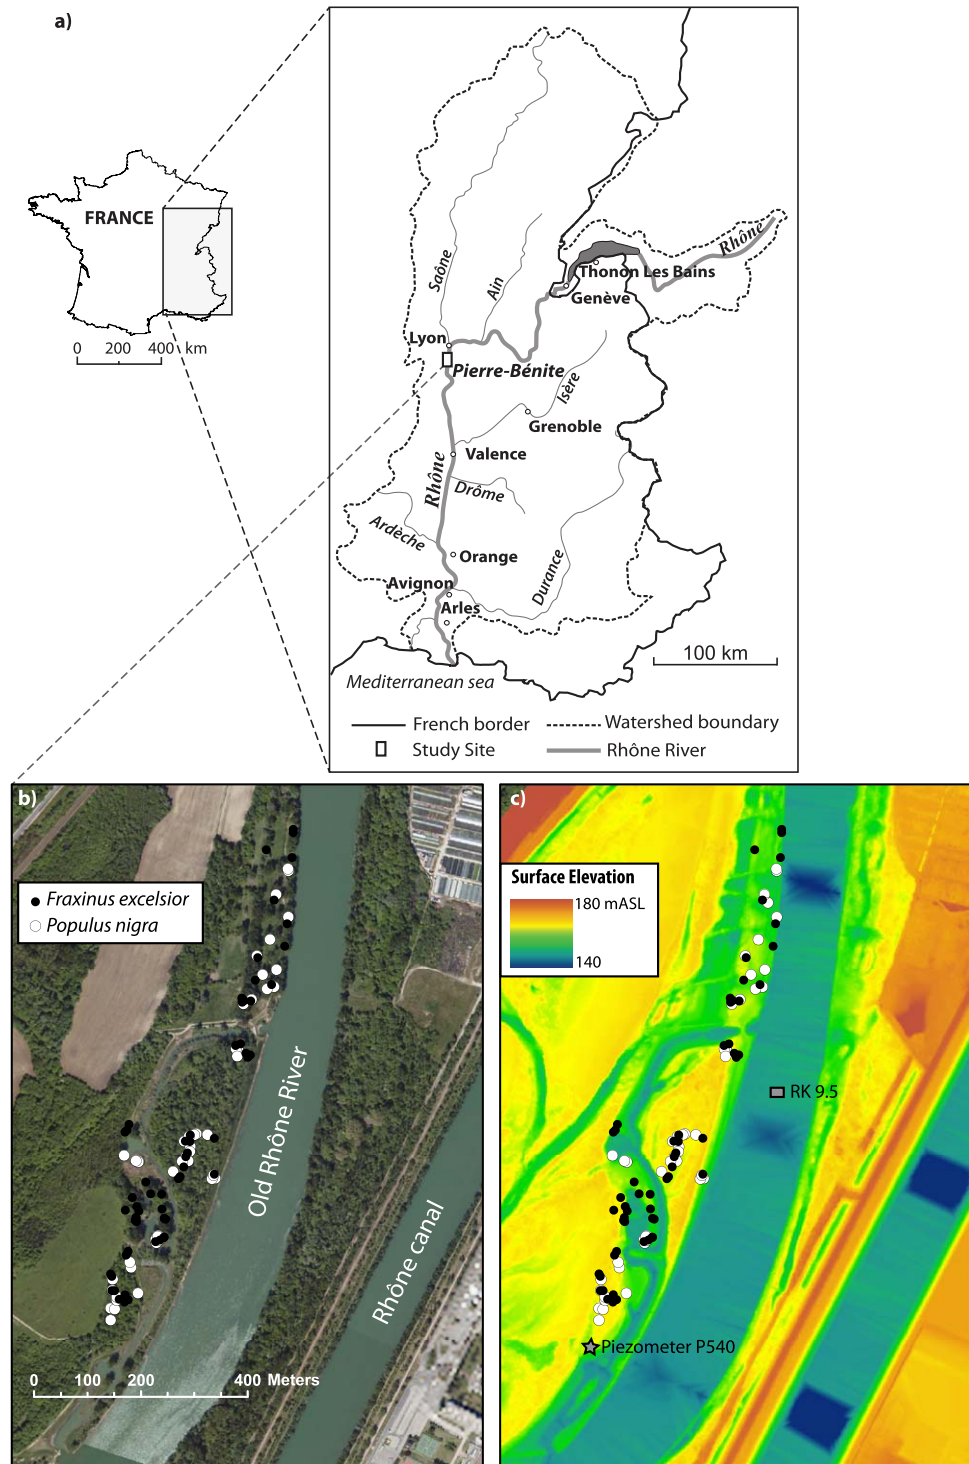 a)
FRANCE
0 200 400 km
Rhône
Saône
Ain
Thonon Les Bains
Genève
Lyon
Pierre-Bénite
Isère
Grenoble
Valence
Rhône
Drôme
Ardèche
Orange
Durance
Avignon
Arles
100 km
Mediterranean sea
French border
Watershed boundary
Study Site
Rhône River
b)
Fraxinus excelsior
Populus nigra
Old Rhône River
Rhône canal
0 100 200 400 Meters
c)
Surface Elevation
180 mASL
140
RK 9.5
Piezometer P540